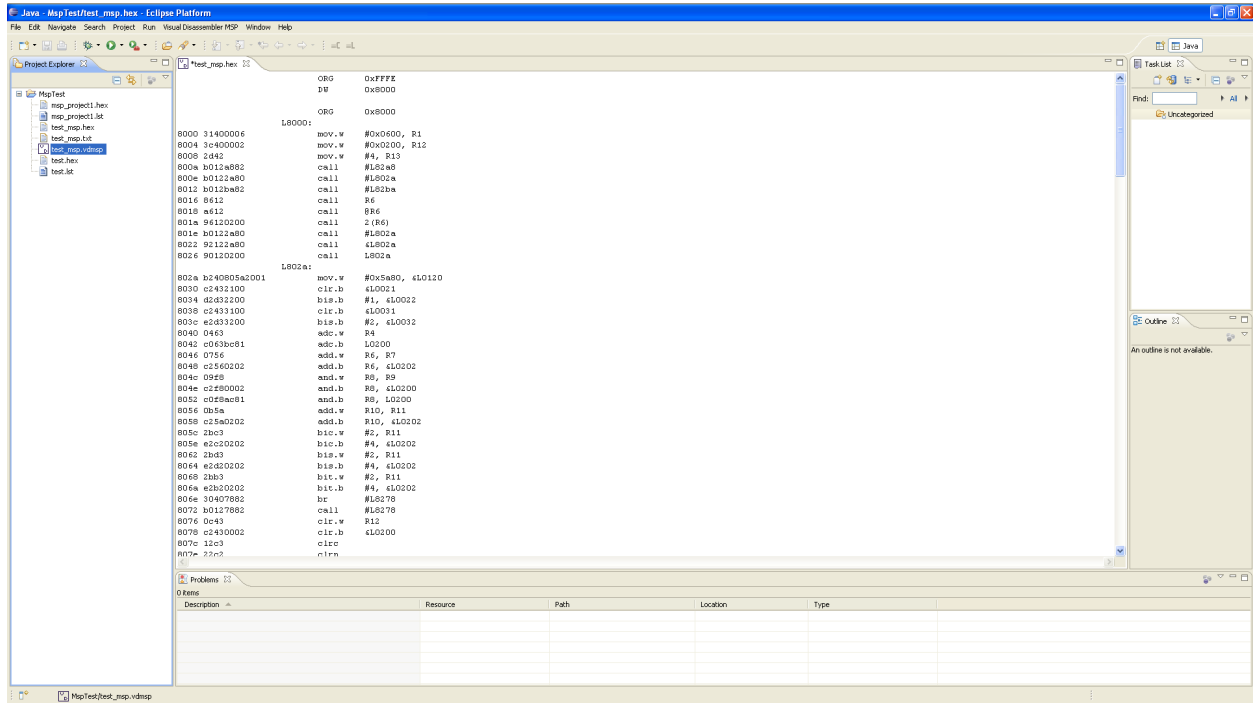 Java - MspTest/test_msp.hex - Eclipse Platform
File Edit Navigate Search Project Run Visual Disassembler MSP Window Help
Java
Project Explorer
MspTest
msp_project1.hex
msp_project1.lst
test_msp.hex
test_msp.txt
test_msp.vdmsp
test.hex
test.lst
*test_msp.hex
ORG 0xFFFE
DW 0x8000
ORG 0x8000
L8000:
8000 31400006 mov.w #0x0600, R1
8004 3c400002 mov.w #0x0200, R12
8008 2d42 mov.w #4, R13
800a b012a882 call #L82a8
800e b0122a80 call #L802a
8012 b012ba82 call #L82ba
8016 8612 call R6
8018 a612 call @R6
801a 96120200 call 2(R6)
801e b0122a80 call #L802a
8022 92122a80 call &L802a
8026 90120200 call L802a
L802a:
802a b240805a2001 mov.w #0x5a80, &L0120
8030 c2432100 clr.b &L0021
8034 d2d32200 bis.b #1, &L0022
8038 c2433100 clr.b &L0031
803c e2d33200 bis.b #2, &L0032
8040 0463 adc.w R4
8042 c063bc81 adc.b L0200
8046 0756 add.w R6, R7
8048 c2560202 add.b R6, &L0202
804c 09f8 and.w R8, R9
804e c2f80002 and.b R8, &L0200
8052 c0f8ac81 and.b R8, L0200
8056 0b5a add.w R10, R11
8058 c25a0202 add.b R10, &L0202
805c 2bc3 bic.w #2, R11
805e e2c20202 bic.b #4, &L0202
8062 2bd3 bis.w #2, R11
8064 e2d20202 bis.b #4, &L0202
8068 2bb3 bit.w #2, R11
806a e2b20202 bit.b #4, &L0202
806e 30407882 br #L8278
8072 b0127882 call #L8278
8076 0c43 clr.w R12
8078 c2430002 clr.b &L0200
807c 12c3 clrc
807e 22c2 clrn
Task List
Find: All
Uncategorized
Outline
An outline is not available.
Problems
0 items
Description Resource Path Location Type
MspTest/test_msp.vdmsp